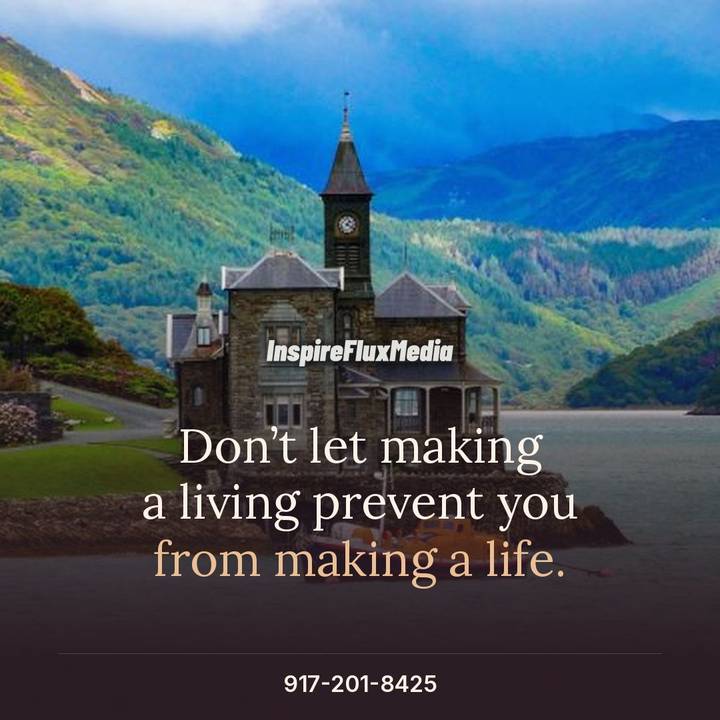 InspireFluxMedia
Don’t let making
a living prevent you
from making a life.
917-201-8425